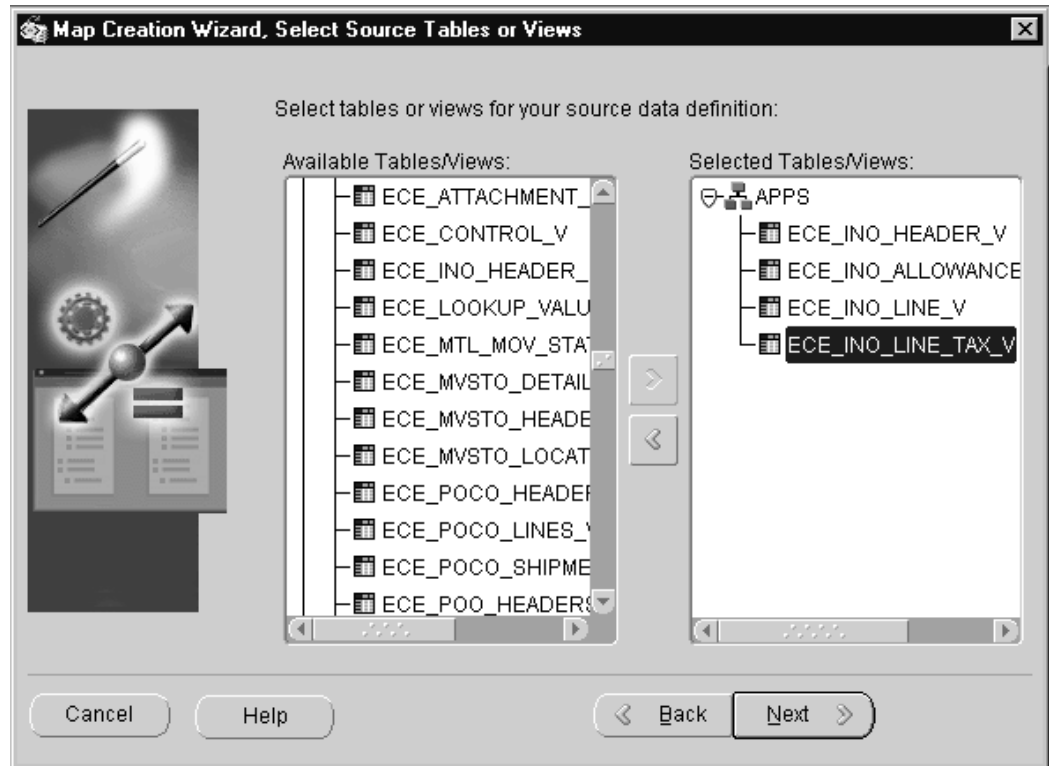 Map Creation Wizard, Select Source Tables or Views
Select tables or views for your source data definition:
Available Tables/Views:
ECE_ATTACHMENT_
ECE_CONTROL_V
ECE_INO_HEADER_
ECE_LOOKUP_VALU
ECE_MTL_MOV_STA
ECE_MVSTO_DETAIL
ECE_MVSTO_HEADE
ECE_MVSTO_LOCAT
ECE_POCO_HEADER
ECE_POCO_LINES_
ECE_POCO_SHIPME
ECE_POO_HEADERS
Selected Tables/Views:
APPS
ECE_INO_HEADER_V
ECE_INO_ALLOWANCE
ECE_INO_LINE_V
ECE_INO_LINE_TAX_V
Cancel
Help
Back
Next